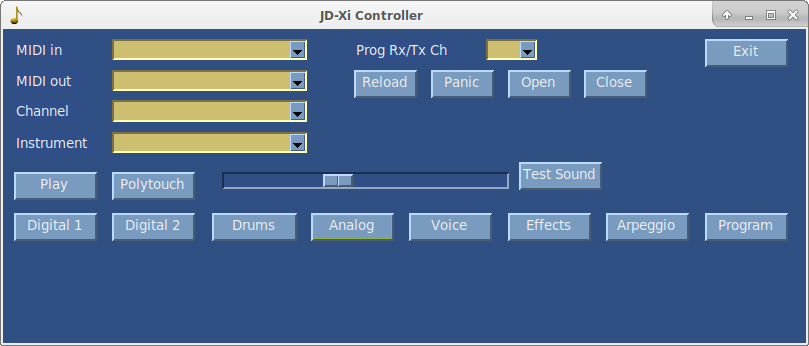 JD-Xi Controller
MIDI in
Prog Rx/Tx Ch
Exit
MIDI out
Reload
Panic
Open
Close
Channel
Instrument
Play
Polytouch
Test Sound
Digital 1
Digital 2
Drums
Analog
Voice
Effects
Arpeggio
Program